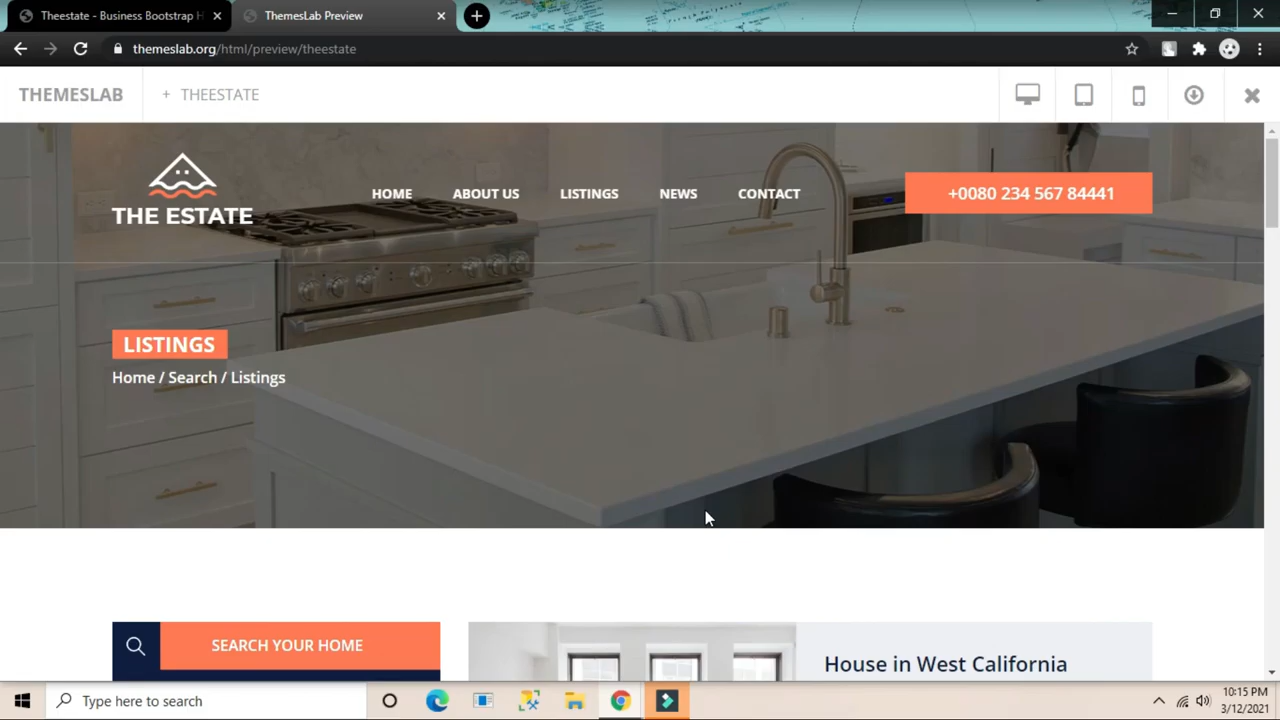 Theestate - Business Bootstrap H
ThemesLab Preview
themeslab.org/html/preview/theestate
THEMESLAB
+ THEESTATE
THE ESTATE
HOME
ABOUT US
LISTINGS
NEWS
CONTACT
+0080 234 567 84441
LISTINGS
Home / Search / Listings
SEARCH YOUR HOME
House in West California
Type here to search
10:15 PM
3/12/2021